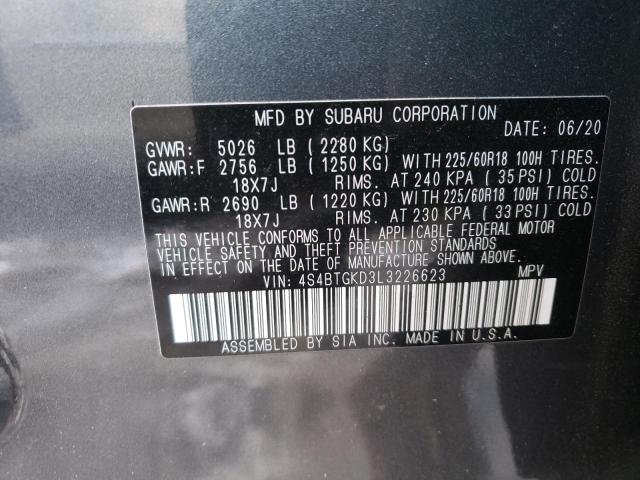 MFD BY SUBARU CORPORATION
DATE: 06/20
GVWR: 5026 LB ( 2280 KG)
GAWR:F 2756 LB ( 1250 KG) WITH 225/60R18 100H TIRES.
18X7J RIMS. AT 240 KPA ( 35 PSI) COLD
GAWR:R 2690 LB ( 1220 KG) WITH 225/60R18 100H TIRES.
18X7J RIMS. AT 230 KPA ( 33 PSI) COLD
THIS VEHICLE CONFORMS TO ALL APPLICABLE FEDERAL MOTOR
VEHICLE SAFETY AND THEFT PREVENTION STANDARDS
IN EFFECT ON THE DATE OF MANUFACTURE SHOWN ABOVE.
VIN: 4S4BTGKD3L3226623 MPV
ASSEMBLED BY SIA INC. MADE IN U.S.A.